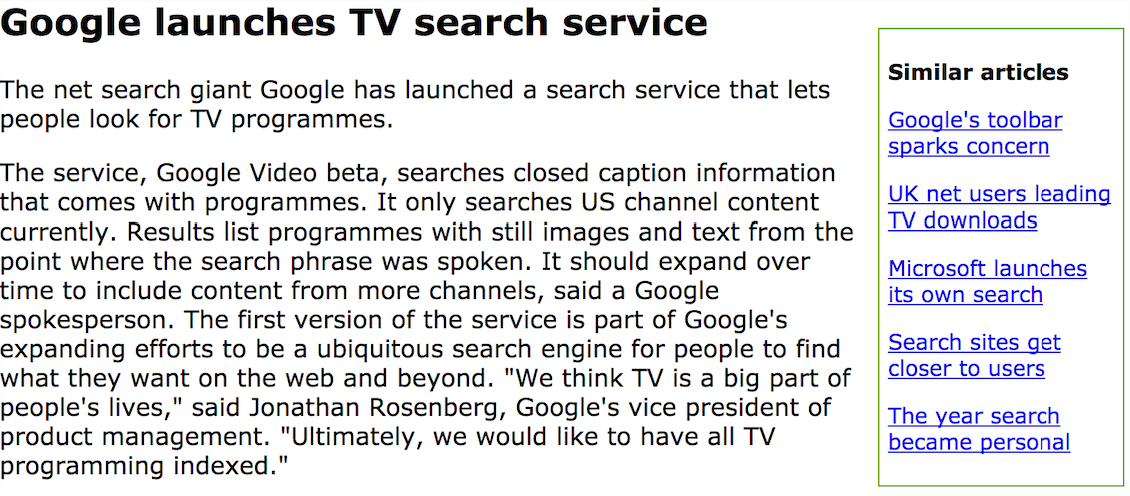 Google launches TV search service
The net search giant Google has launched a search service that lets
people look for TV programmes.
The service, Google Video beta, searches closed caption information
that comes with programmes. It only searches US channel content
currently. Results list programmes with still images and text from the
point where the search phrase was spoken. It should expand over
time to include content from more channels, said a Google
spokesperson. The first version of the service is part of Google's
expanding efforts to be a ubiquitous search engine for people to find
what they want on the web and beyond. "We think TV is a big part of
people's lives," said Jonathan Rosenberg, Google's vice president of
product management. "Ultimately, we would like to have all TV
programming indexed."
Similar articles
Google's toolbar
sparks concern
UK net users leading
TV downloads
Microsoft launches
its own search
Search sites get
closer to users
The year search
became personal